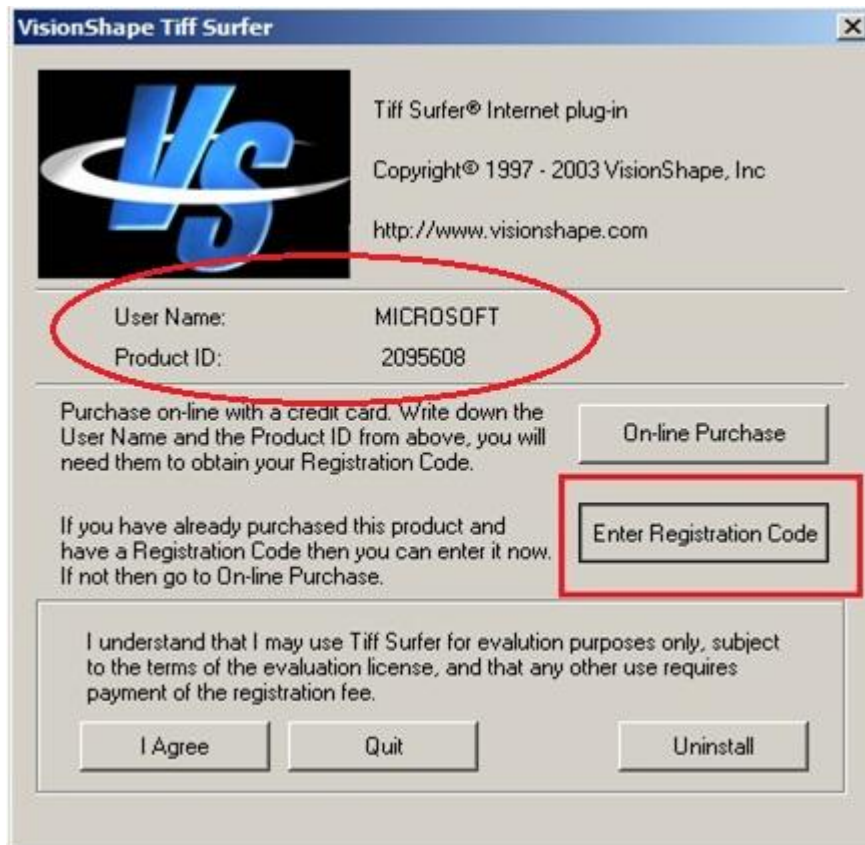 VisionShape Tiff Surfer
VS
Tiff Surfer® Internet plug-in
Copyright© 1997 - 2003 VisionShape, Inc
http://www.visionshape.com
User Name: MICROSOFT
Product ID: 2095608
Purchase on-line with a credit card. Write down the
User Name and the Product ID from above, you will
need them to obtain your Registration Code.
On-line Purchase
If you have already purchased this product and
have a Registration Code then you can enter it now.
If not then go to On-line Purchase.
Enter Registration Code
I understand that I may use Tiff Surfer for evalution purposes only, subject
to the terms of the evaluation license, and that any other use requires
payment of the registration fee.
I Agree
Quit
Uninstall